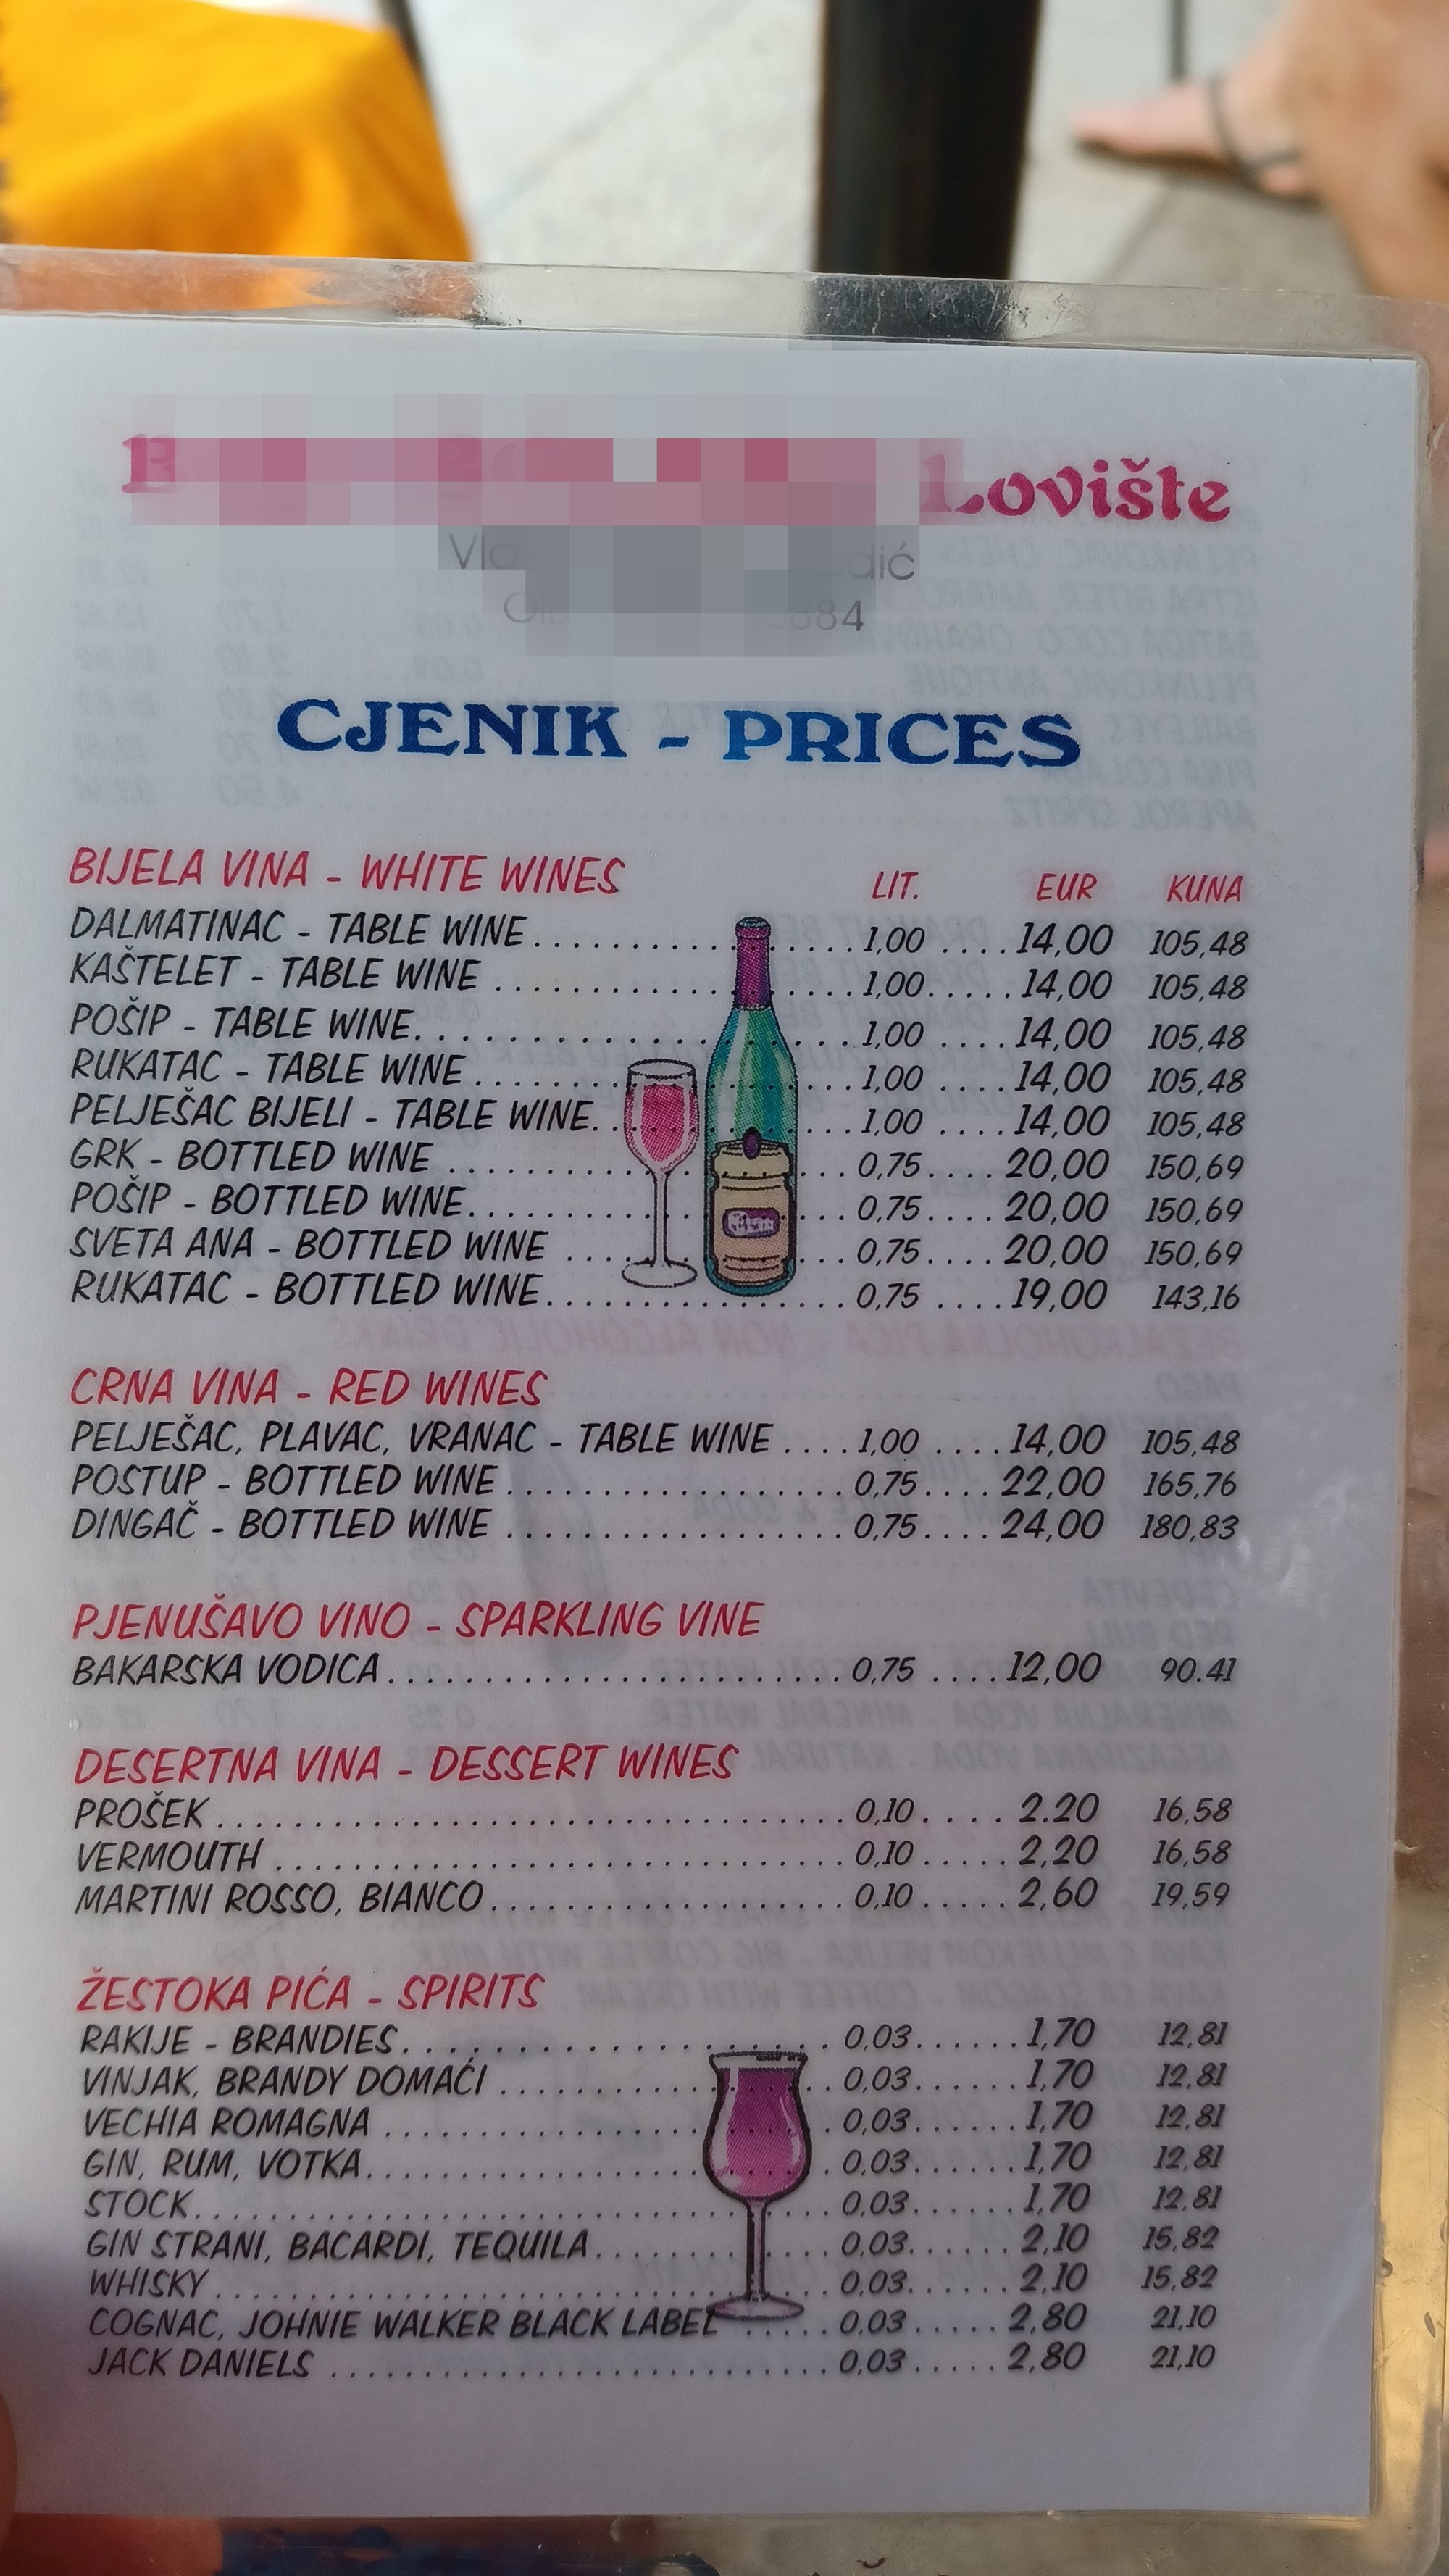 Lovište
CJENIK - PRICES
BIJELA VINA - WHITE WINES LIT. EUR KUNA
DALMATINAC - TABLE WINE 1,00 14,00 105,48
KAŠTELET - TABLE WINE 1,00 14,00 105,48
POŠIP - TABLE WINE 1,00 14,00 105,48
RUKATAC - TABLE WINE 1,00 14,00 105,48
PELJEŠAC BIJELI - TABLE WINE 1,00 14,00 105,48
GRK - BOTTLED WINE 0,75 20,00 150,69
POŠIP - BOTTLED WINE 0,75 20,00 150,69
SVETA ANA - BOTTLED WINE 0,75 20,00 150,69
RUKATAC - BOTTLED WINE 0,75 19,00 143,16
CRNA VINA - RED WINES
PELJEŠAC, PLAVAC, VRANAC - TABLE WINE 1,00 14,00 105,48
POSTUP - BOTTLED WINE 0,75 22,00 165,76
DINGAČ - BOTTLED WINE 0,75 24,00 180,83
PJENUŠAVO VINO - SPARKLING VINE
BAKARSKA VODICA 0,75 12,00 90.41
DESERTNA VINA - DESSERT WINES
PROŠEK 0,10 2.20 16,58
VERMOUTH 0,10 2,20 16,58
MARTINI ROSSO, BIANCO 0,10 2,60 19,59
ŽESTOKA PIĆA - SPIRITS
RAKIJE - BRANDIES 0,03 1,70 12,81
VINJAK, BRANDY DOMAĆI 0,03 1,70 12,81
VECHIA ROMAGNA 0,03 1,70 12,81
GIN, RUM, VOTKA 0,03 1,70 12,81
STOCK 0,03 1,70 12,81
GIN STRANI, BACARDI, TEQUILA 0,03 2,10 15,82
WHISKY 0,03 2,10 15,82
COGNAC, JOHNIE WALKER BLACK LABEL 0,03 2,80 21,10
JACK DANIELS 0,03 2,80 21,10